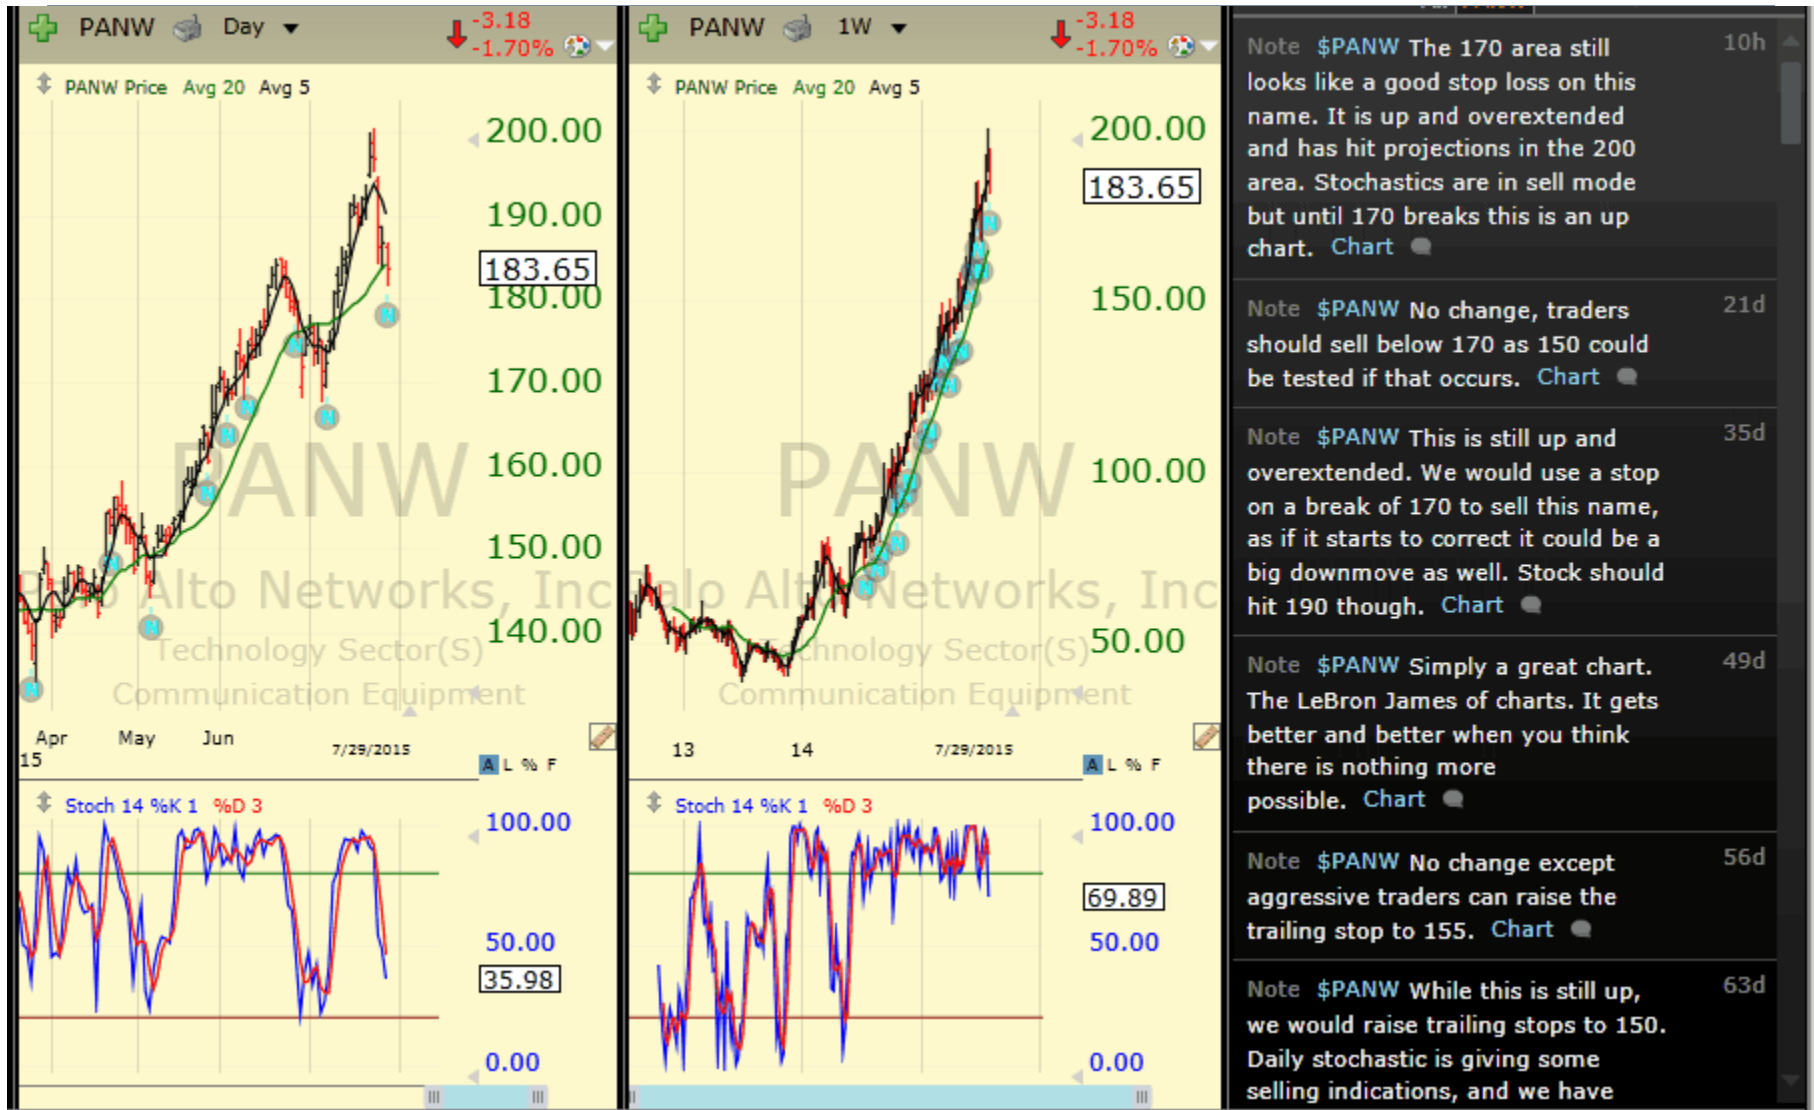 PANW Day
-3.18
-1.70%
PANW Price Avg 20 Avg 5
200.00
190.00
183.65
180.00
170.00
160.00
150.00
140.00
PANW
Palo Alto Networks, Inc
Technology Sector(S)
Communication Equipment
N N N N N N N N N
Apr May Jun 7/29/2015
15
A L % F
Stoch 14 %K 1 %D 3
100.00
50.00
35.98
0.00
PANW 1W
-3.18
-1.70%
PANW Price Avg 20 Avg 5
200.00
183.65
150.00
100.00
50.00
PANW
Palo Alto Networks, Inc
Technology Sector(S)
Communication Equipment
13 14 7/29/2015
A L % F
Stoch 14 %K 1 %D 3
100.00
69.89
50.00
0.00
Note $PANW The 170 area still 10h
looks like a good stop loss on this
name. It is up and overextended
and has hit projections in the 200
area. Stochastics are in sell mode
but until 170 breaks this is an up
chart. Chart
Note $PANW No change, traders 21d
should sell below 170 as 150 could
be tested if that occurs. Chart
Note $PANW This is still up and 35d
overextended. We would use a stop
on a break of 170 to sell this name,
as if it starts to correct it could be a
big downmove as well. Stock should
hit 190 though. Chart
Note $PANW Simply a great chart. 49d
The LeBron James of charts. It gets
better and better when you think
there is nothing more
possible. Chart
Note $PANW No change except 56d
aggressive traders can raise the
trailing stop to 155. Chart
Note $PANW While this is still up, 63d
we would raise trailing stops to 150.
Daily stochastic is giving some
selling indications, and we have